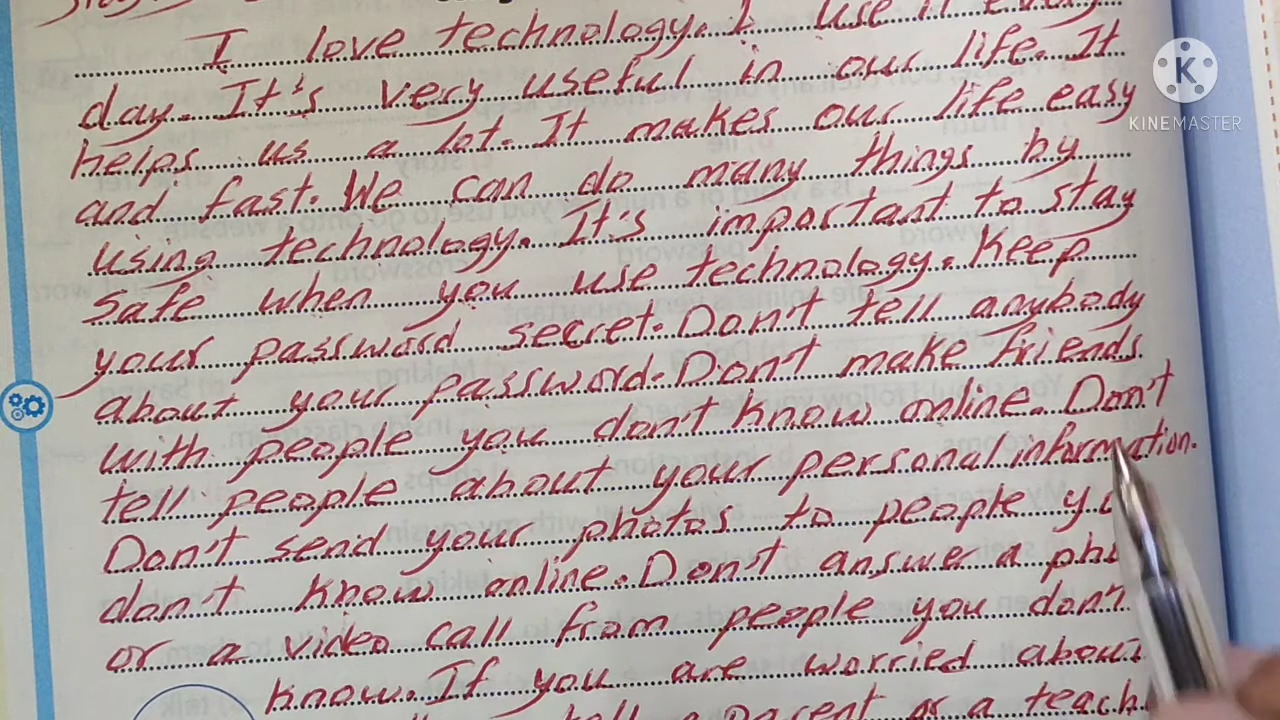 I love technology. I use it every
day. It's very useful in our life. It
helps us a lot. It makes our life easy
and fast. We can do many things by
using technology. It's important to stay
safe when you use technology. Keep
your password secret. Don't tell anybody
about your password. Don't make friends
with people you don't know online. Don't
tell people about your personal information.
Don't send your photos to people
don't know online. Don't answer a
or a video call from people you don't
know. If you are worried about
tell a parent or a
K
KINEMASTER